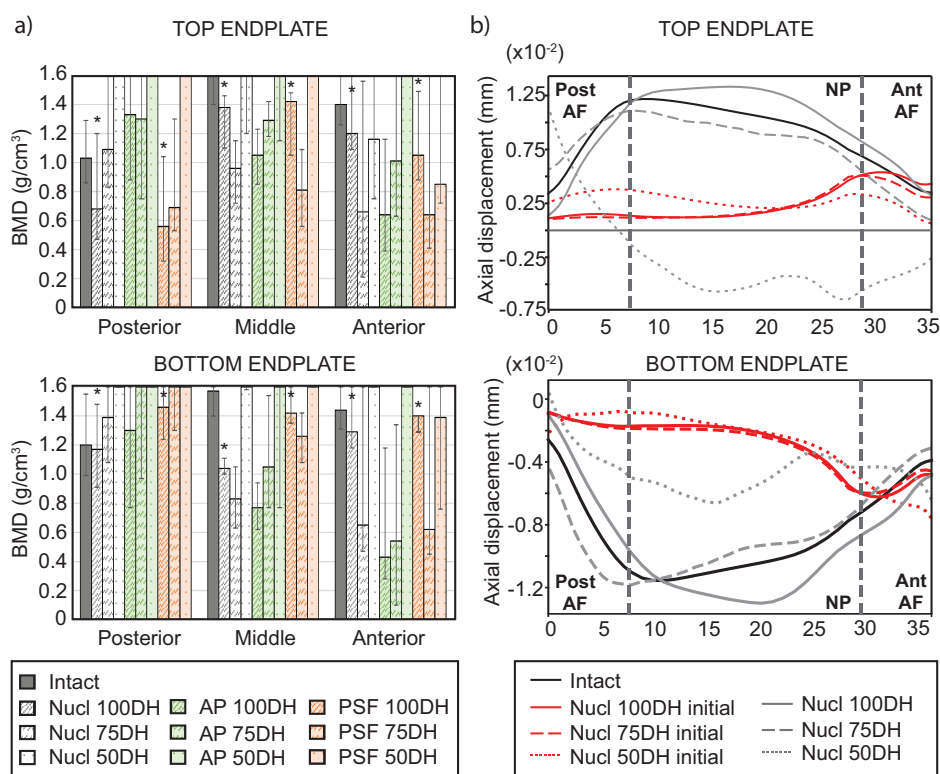 a)
TOP ENDPLATE
BMD (g/cm³)
1.6
1.4
1.2
1.0
0.8
0.6
0.4
0.2
0
* * * * * *
Posterior Middle Anterior
BOTTOM ENDPLATE
BMD (g/cm³)
1.6
1.4
1.2
1.0
0.8
0.6
0.4
0.2
0
* * * * * *
Posterior Middle Anterior
Intact
Nucl 100DH AP 100DH PSF 100DH
Nucl 75DH AP 75DH PSF 75DH
Nucl 50DH AP 50DH PSF 50DH
b)
TOP ENDPLATE
(x10⁻²)
Axial displacement (mm)
1.25
0.75
0.25
-0.25
-0.75
Post AF
NP
Ant AF
0 5 10 15 20 25 30 35
BOTTOM ENDPLATE
(x10⁻²)
Axial displacement (mm)
0
-0.4
-0.8
-1.2
Post AF
NP
Ant AF
0 5 10 15 20 25 30 35
Intact
Nucl 100DH initial Nucl 100DH
Nucl 75DH initial Nucl 75DH
Nucl 50DH initial Nucl 50DH